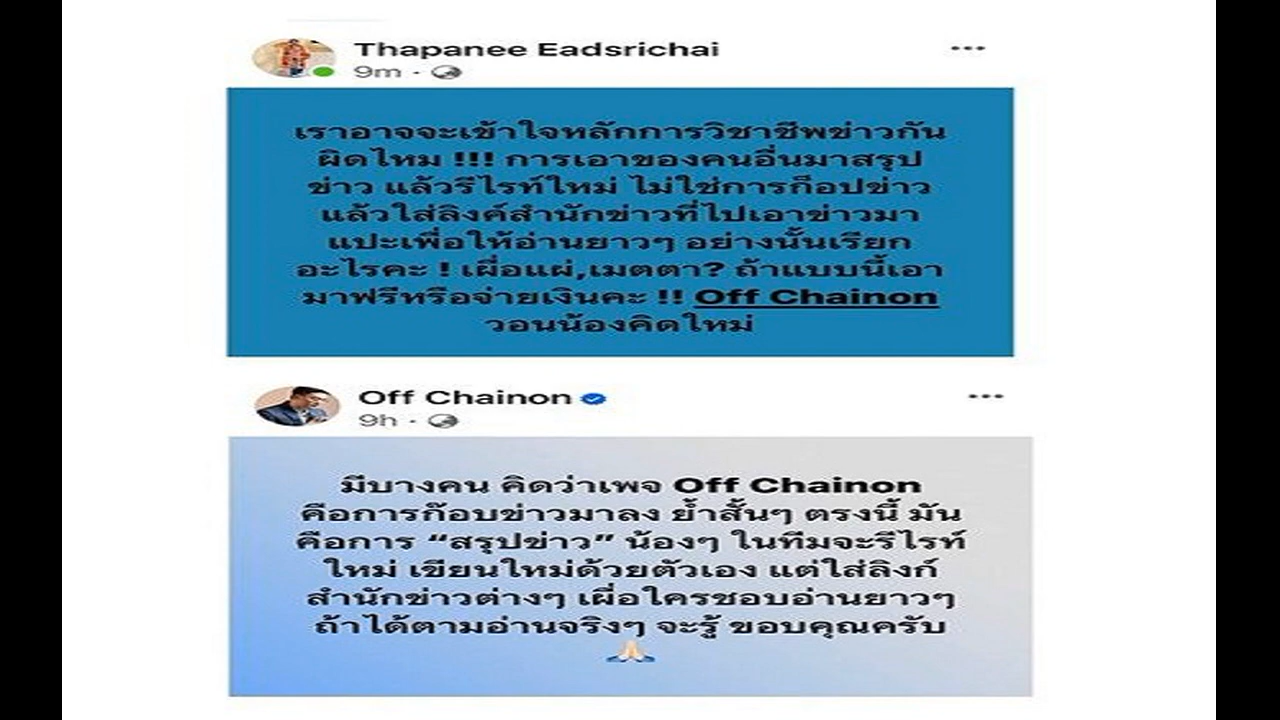 Thapanee Eadsrichai
9m ·
เราอาจจะเข้าใจหลักการวิชาชีพข่าวกัน
ผิดไหม !!! การเอาของคนอื่นมาสรุป
ข่าว แล้วรีไรท์ใหม่ ไม่ใช่การก็อปข่าว
แล้วใส่ลิงค์สำนักข่าวที่ไปเอาข่าวมา
แปะเพื่อให้อ่านยาวๆ อย่างนั้นเรียก
อะไรคะ ! เผื่อแผ่,เมตตา? ถ้าแบบนี้เอา
มาฟรีหรือจ่ายเงินคะ !! Off Chainon
วอนน้องคิดใหม่
Off Chainon
9h ·
มีบางคน คิดว่าเพจ Off Chainon
คือการก๊อบข่าวมาลง ย้ำสั้นๆ ตรงนี้ มัน
คือการ “สรุปข่าว” น้องๆ ในทีมจะรีไรท์
ใหม่ เขียนใหม่ด้วยตัวเอง แต่ใส่ลิงก์
สำนักข่าวต่างๆ เผื่อใครชอบอ่านยาวๆ
ถ้าได้ตามอ่านจริงๆ จะรู้ ขอบคุณครับ
🙏🏻